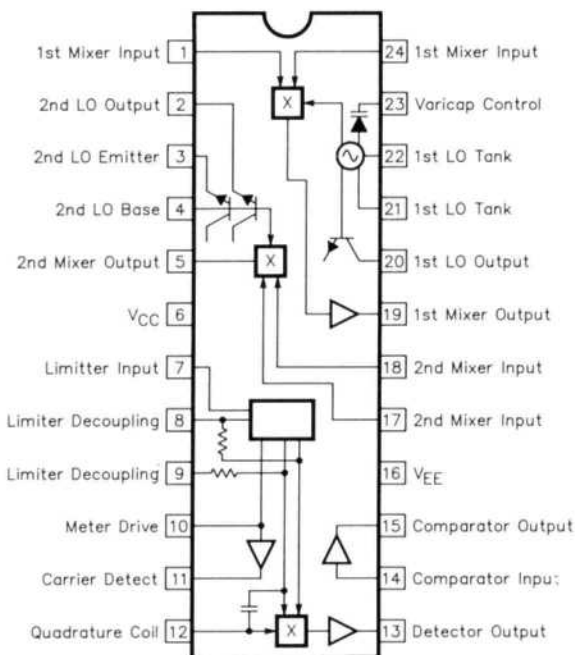 1st Mixer Input 1
24 1st Mixer Input
X
2nd LO Output 2
23 Varicap Control
2nd LO Emitter 3
22 1st LO Tank
2nd LO Base 4
21 1st LO Tank
2nd Mixer Output 5
X
20 1st LO Output
VCC 6
19 1st Mixer Output
Limitter Input 7
18 2nd Mixer Input
Limiter Decoupling 8
17 2nd Mixer Input
Limiter Decoupling 9
16 VEE
Meter Drive 10
15 Comparator Output
Carrier Detect 11
14 Comparator Input
Quadrature Coil 12
X
13 Detector Output